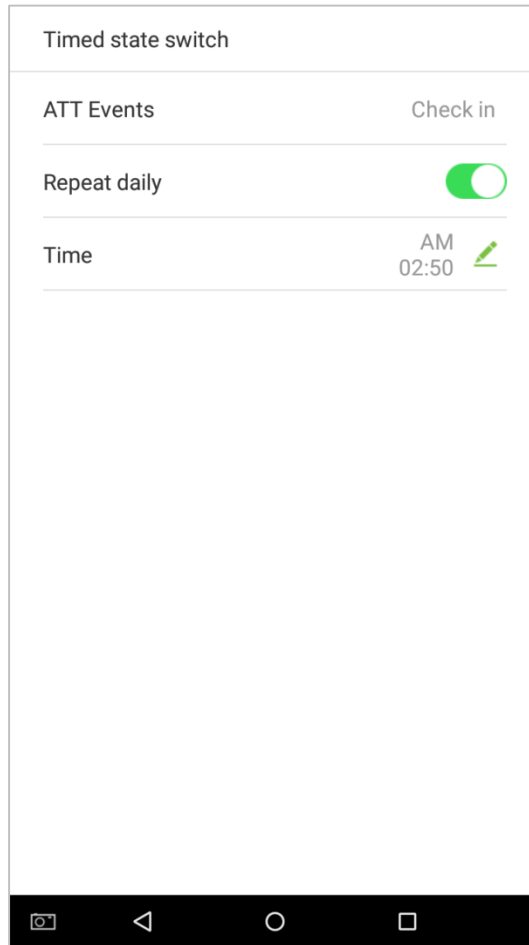 Timed state switch
ATT Events Check in
Repeat daily
Time AM
02:50